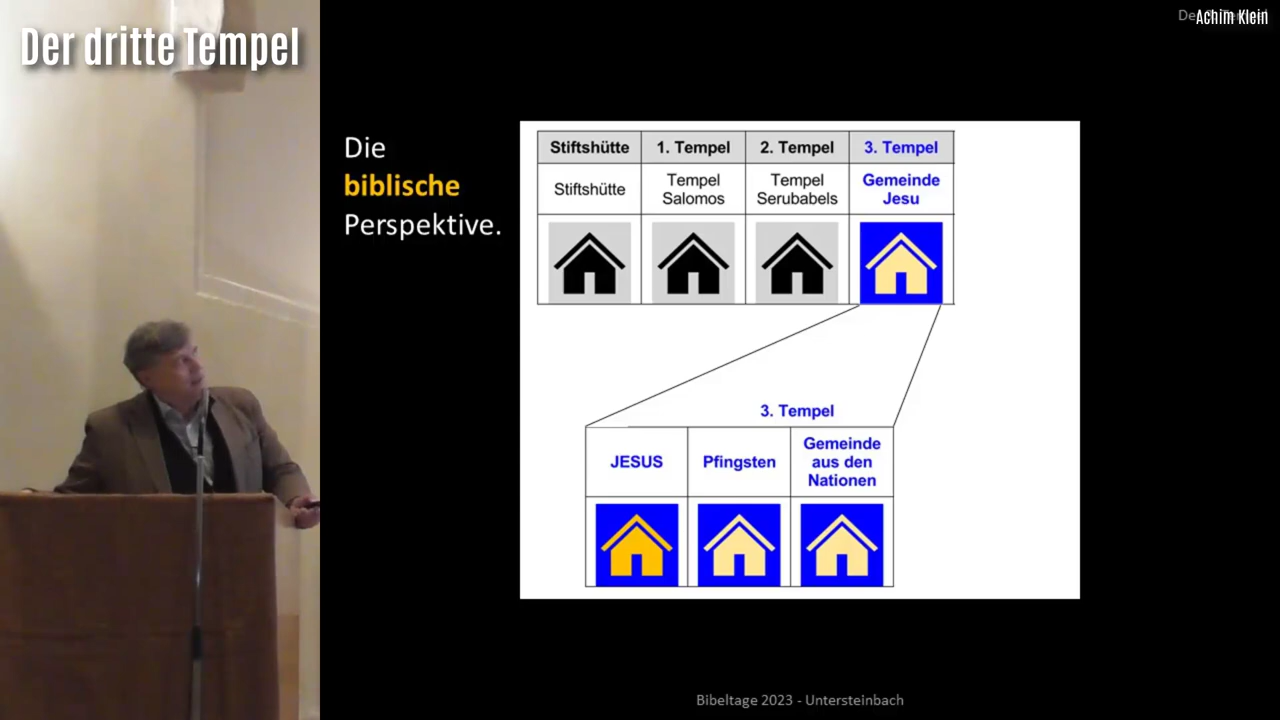 Der dritte Tempel
Achim Klein
Die
biblische
Perspektive.
Stiftshütte 1. Tempel 2. Tempel 3. Tempel
Stiftshütte
Tempel
Salomos
Tempel
Serubabels
Gemeinde
Jesu
3. Tempel
JESUS
Pfingsten
Gemeinde
aus den
Nationen
Bibeltage 2023 - Untersteinbach